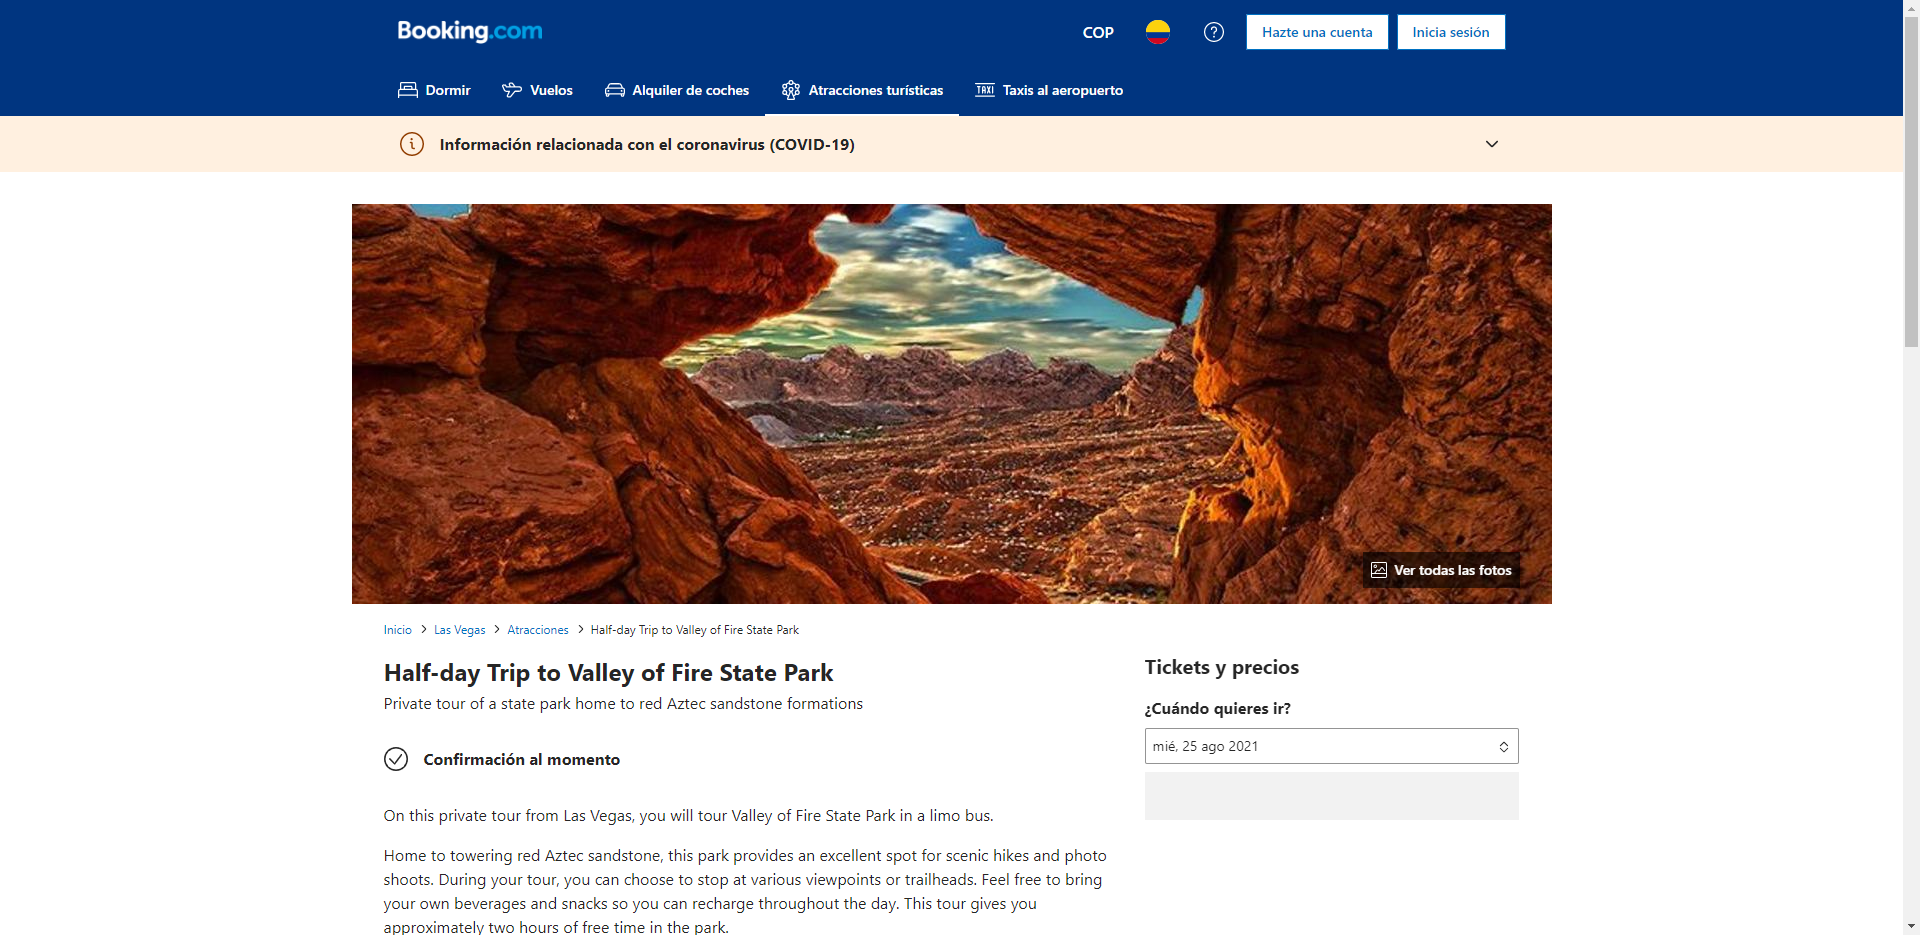 Booking.com
COP
Hazte una cuenta
Inicia sesión
Dormir
Vuelos
Alquiler de coches
Atracciones turísticas
TAXI
Taxis al aeropuerto
Información relacionada con el coronavirus (COVID-19)
Ver todas las fotos
Inicio > Las Vegas > Atracciones > Half-day Trip to Valley of Fire State Park
Half-day Trip to Valley of Fire State Park
Private tour of a state park home to red Aztec sandstone formations
Confirmación al momento
On this private tour from Las Vegas, you will tour Valley of Fire State Park in a limo bus.
Home to towering red Aztec sandstone, this park provides an excellent spot for scenic hikes and photo
shoots. During your tour, you can choose to stop at various viewpoints or trailheads. Feel free to bring
your own beverages and snacks so you can recharge throughout the day. This tour gives you
approximately two hours of free time in the park.
Tickets y precios
¿Cuándo quieres ir?
mié, 25 ago 2021